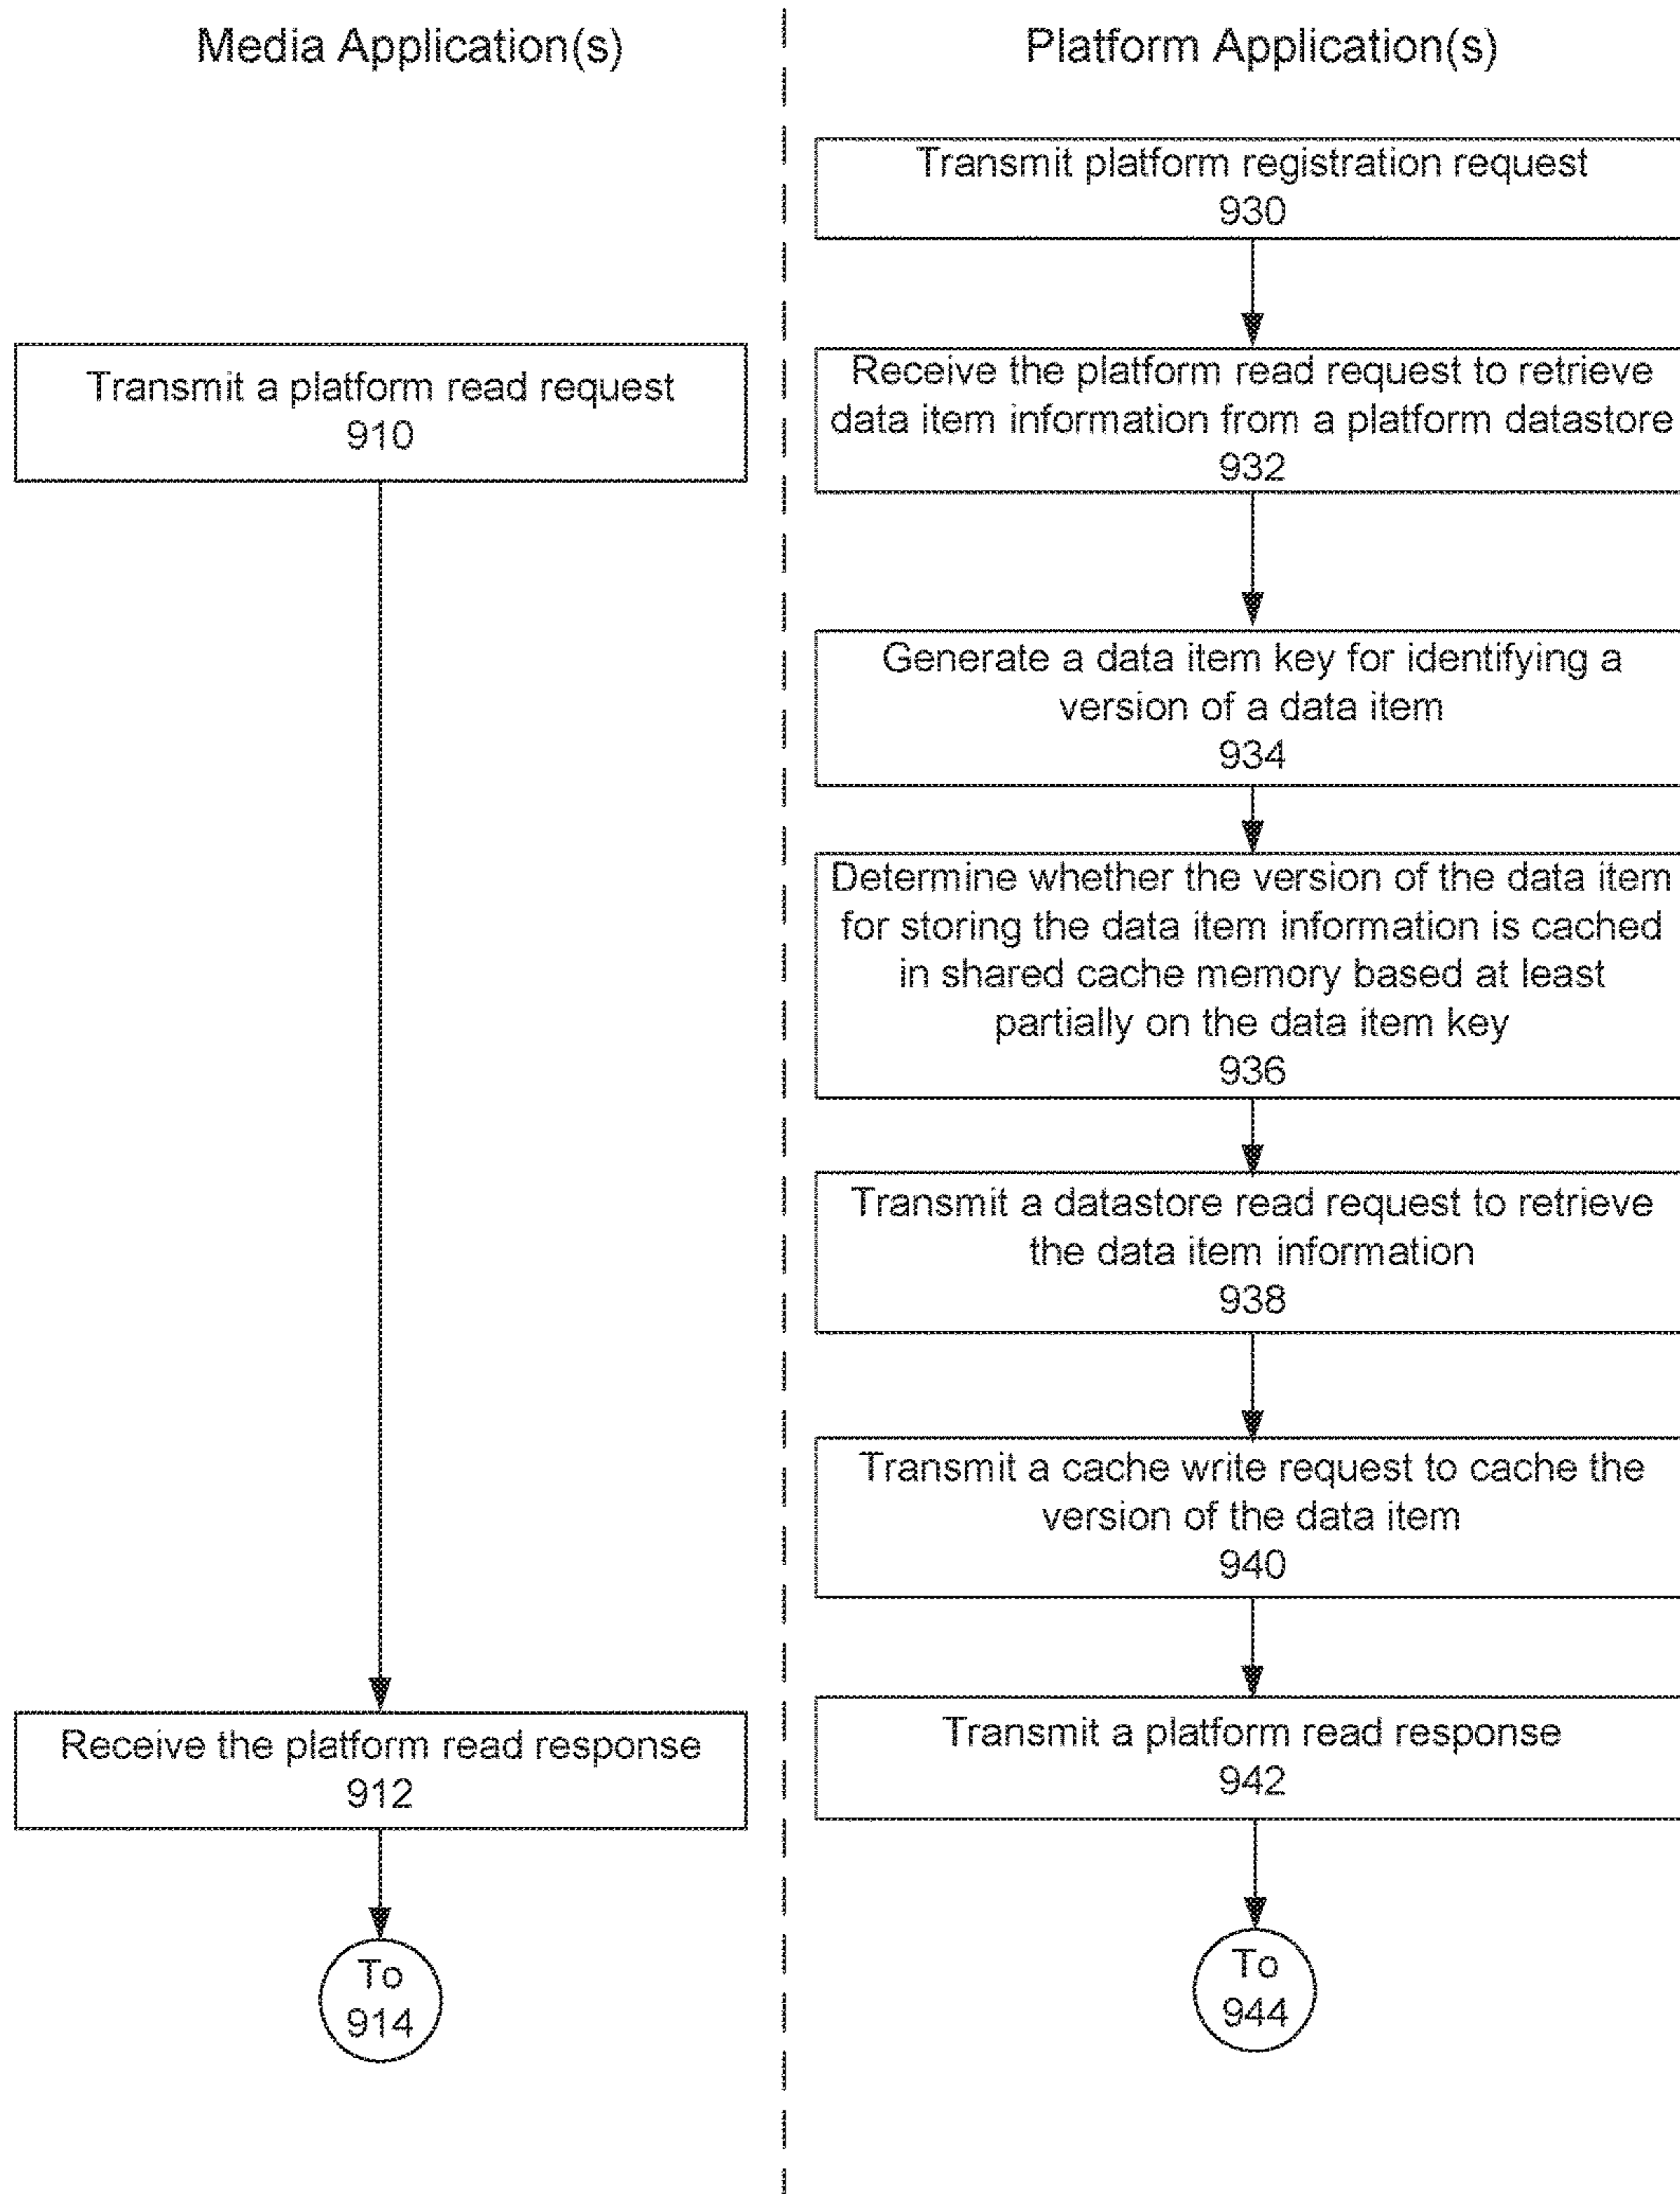 Media Application(s)
Platform Application(s)
Transmit platform registration request
930
Transmit a platform read request
910
Receive the platform read request to retrieve
data item information from a platform datastore
932
Generate a data item key for identifying a
version of a data item
934
Determine whether the version of the data item
for storing the data item information is cached
in shared cache memory based at least
partially on the data item key
936
Transmit a datastore read request to retrieve
the data item information
938
Transmit a cache write request to cache the
version of the data item
940
Receive the platform read response
912
Transmit a platform read response
942
To
914
To
944